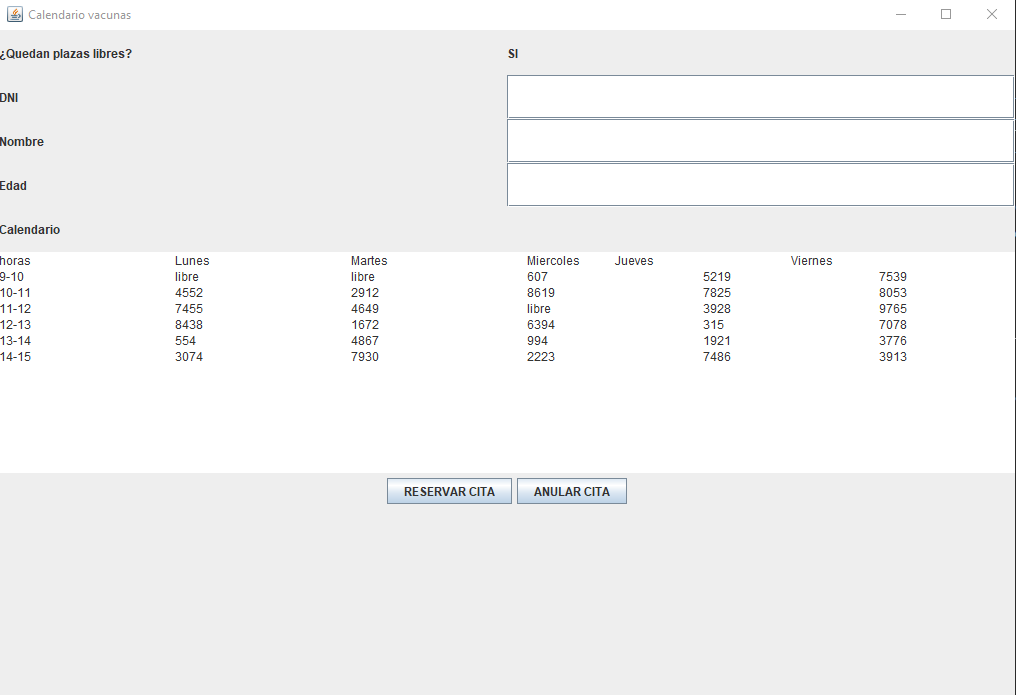 Calendario vacunas
¿Quedan plazas libres? SI
DNI
Nombre
Edad
Calendario
horas Lunes Martes Miercoles Jueves Viernes
9-10 libre libre 607 5219 7539
10-11 4552 2912 8619 7825 8053
11-12 7455 4649 libre 3928 9765
12-13 8438 1672 6394 315 7078
13-14 554 4867 994 1921 3776
14-15 3074 7930 2223 7486 3913
RESERVAR CITA ANULAR CITA